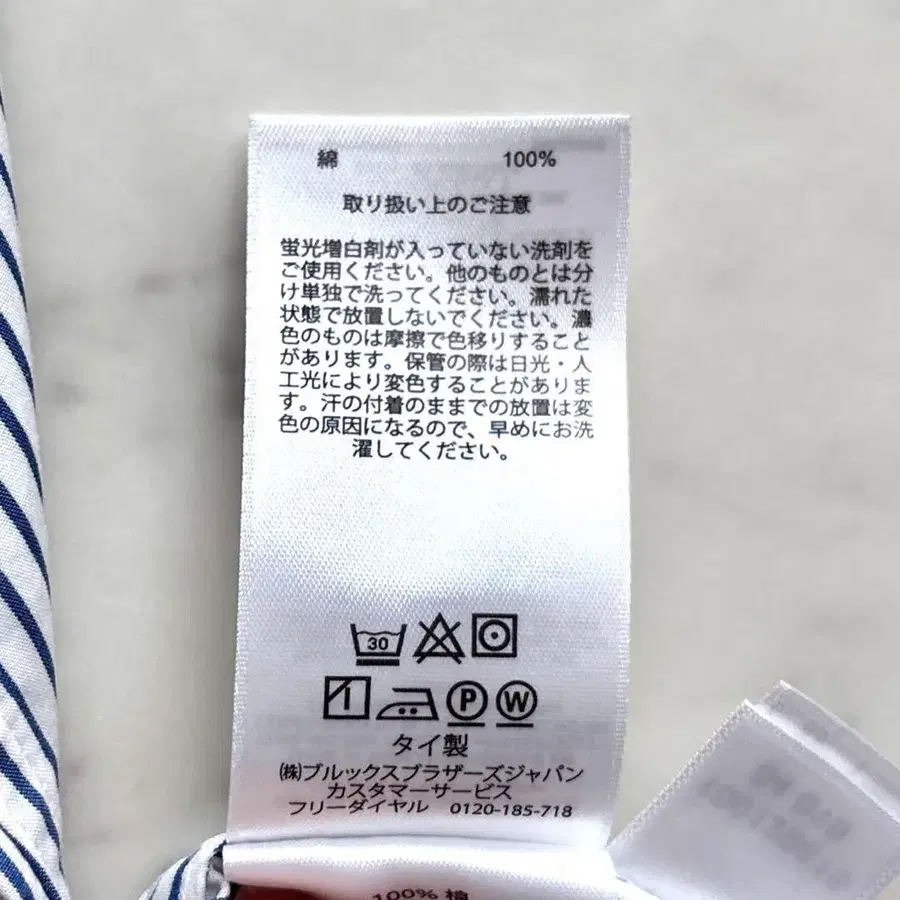 綿 100%
取り扱い上のご注意
蛍光増白剤が入っていない洗剤を
ご使用ください。他のものとは分
け単独で洗ってください。濡れた
状態で放置しないでください。濃
色のものは摩擦で色移りすること
があります。保管の際は日光・人
工光により変色することがありま
す。汗の付着のままでの放置は変
色の原因になるので、早めにお洗
濯してください。
30
P W
タイ製
㈱ブルックスブラザーズジャパン
カスタマーサービス
フリーダイヤル 0120-185-718
100% 綿